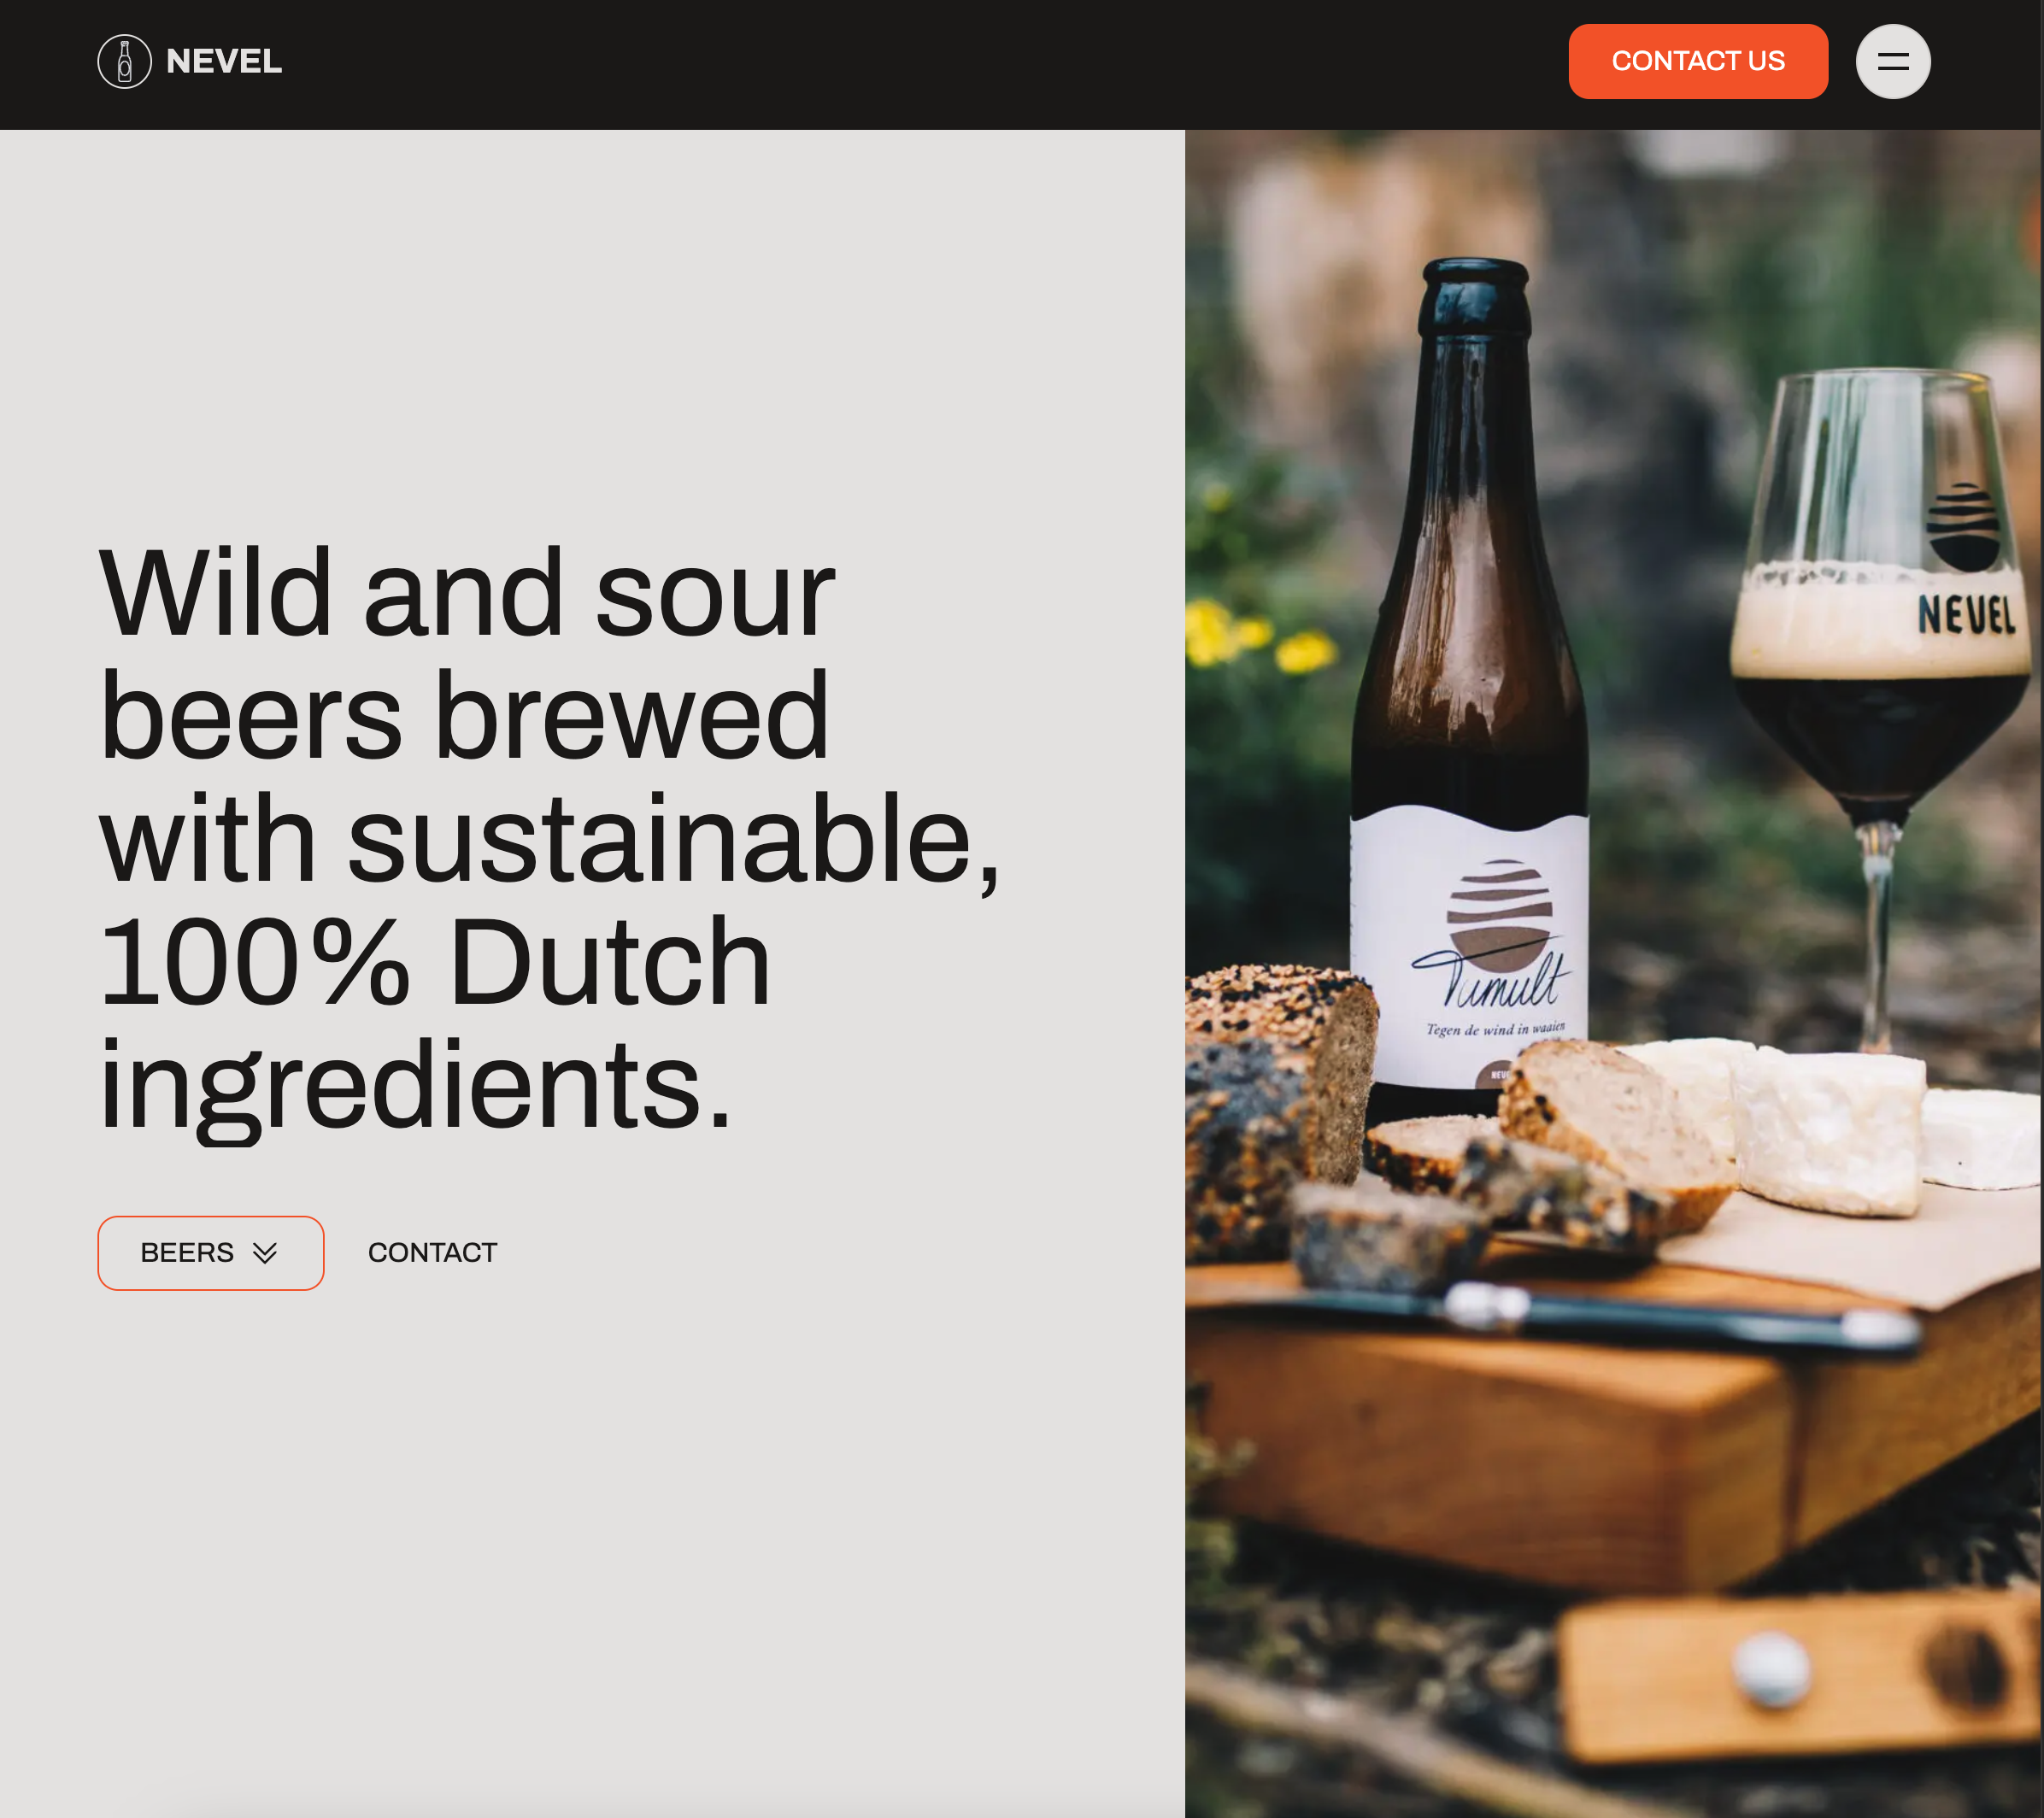 NEVEL
CONTACT US
Wild and sour
beers brewed
with sustainable,
100% Dutch
ingredients.
BEERS
CONTACT
NEVEL
Tumult
Tegen de wind in waaien